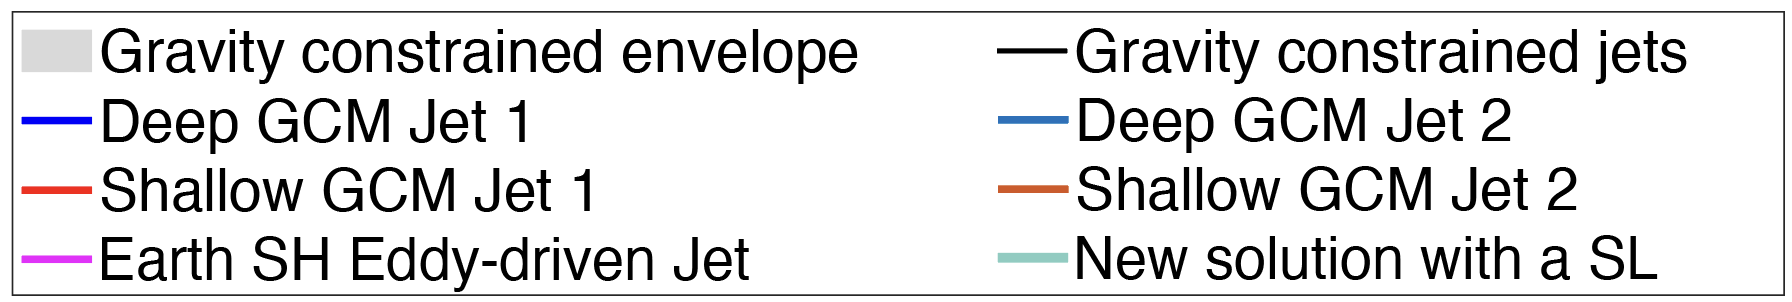 Gravity constrained envelope Gravity constrained jets
Deep GCM Jet 1 Deep GCM Jet 2
Shallow GCM Jet 1 Shallow GCM Jet 2
Earth SH Eddy-driven Jet New solution with a SL